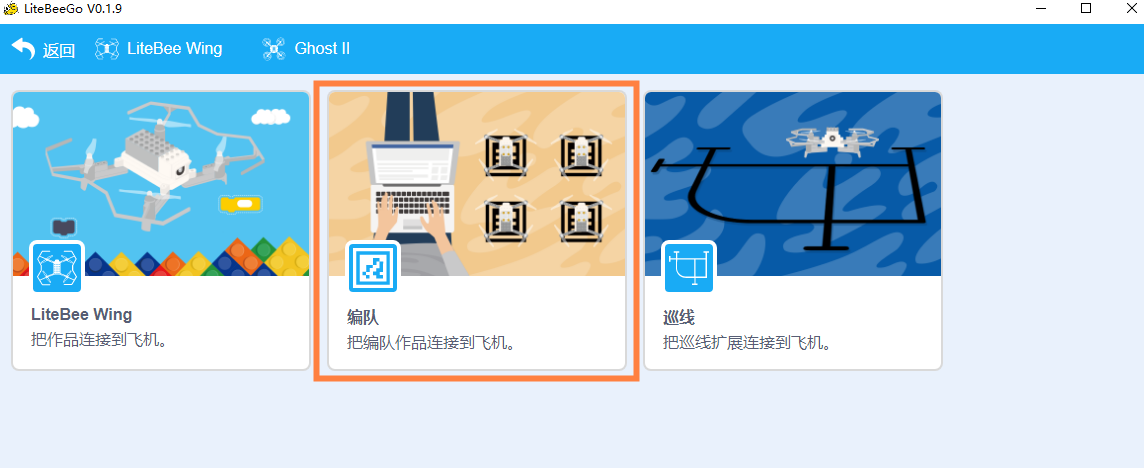 LiteBeeGo V0.1.9
返回 LiteBee Wing Ghost II
LiteBee Wing
把作品连接到飞机。
编队
把编队作品连接到飞机。
巡线
把巡线扩展连接到飞机。